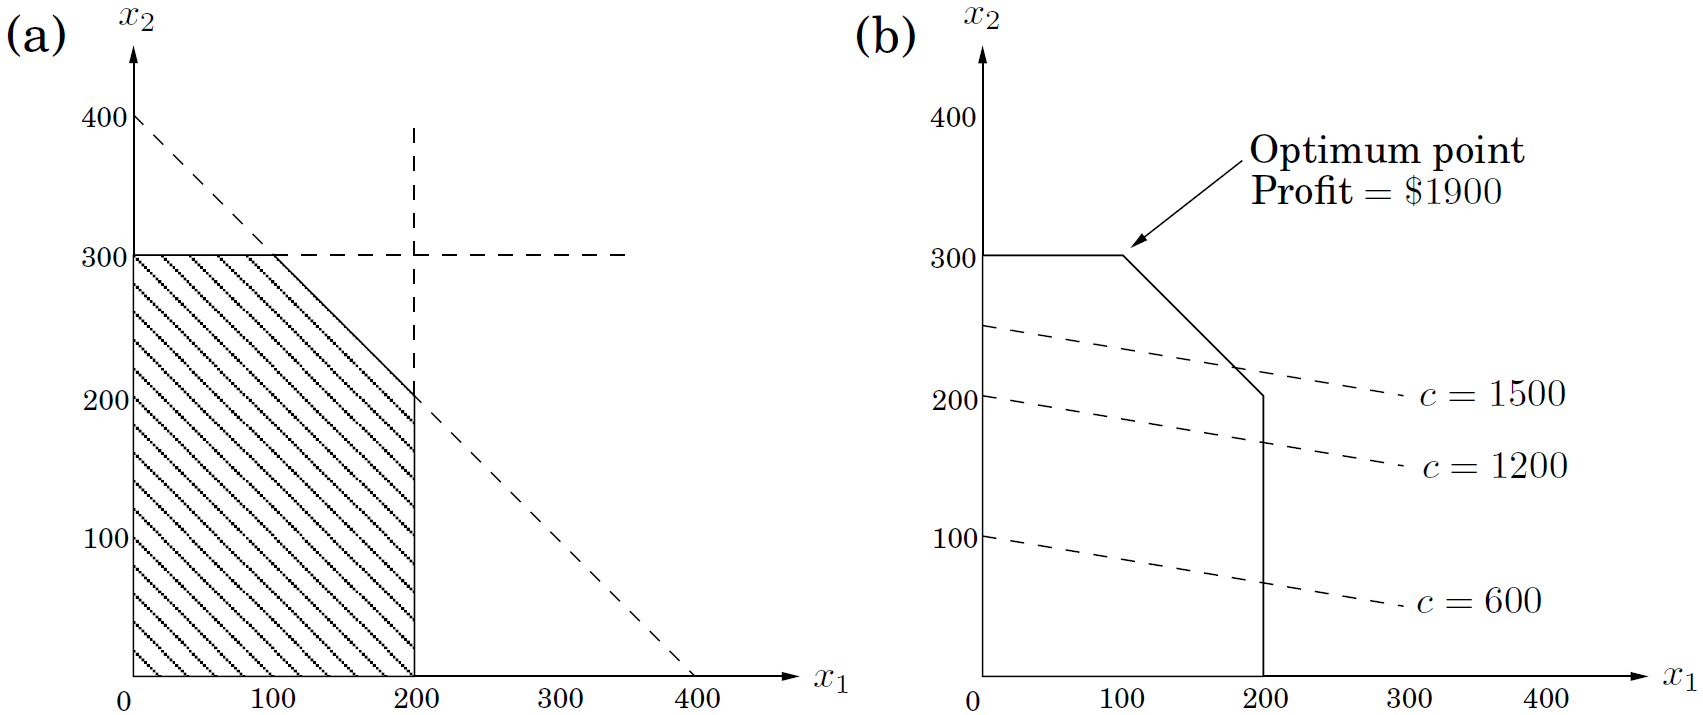 (a)
x₂
400
300
200
100
0
100
200
300
400
x₁
(b)
x₂
400
300
200
100
0
100
200
300
400
x₁
Optimum point
Profit = $1900
c = 1500
c = 1200
c = 600